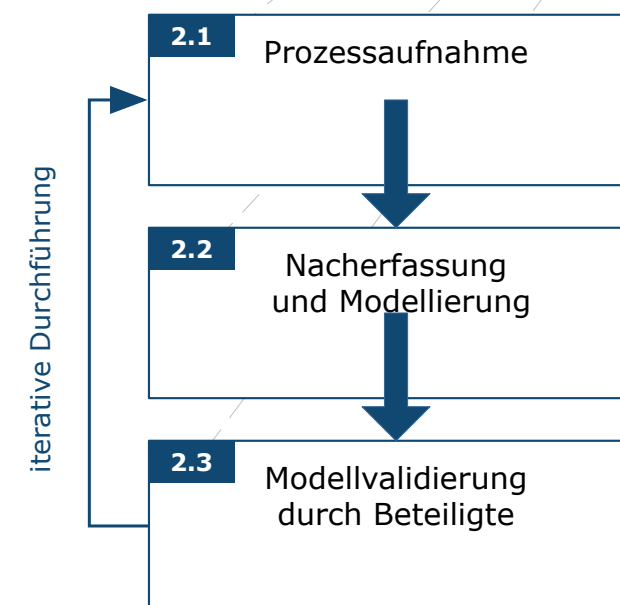 2.1
Prozessaufnahme
iterative Durchführung
2.2
Nacherfassung
und Modellierung
2.3
Modellvalidierung
durch Beteiligte